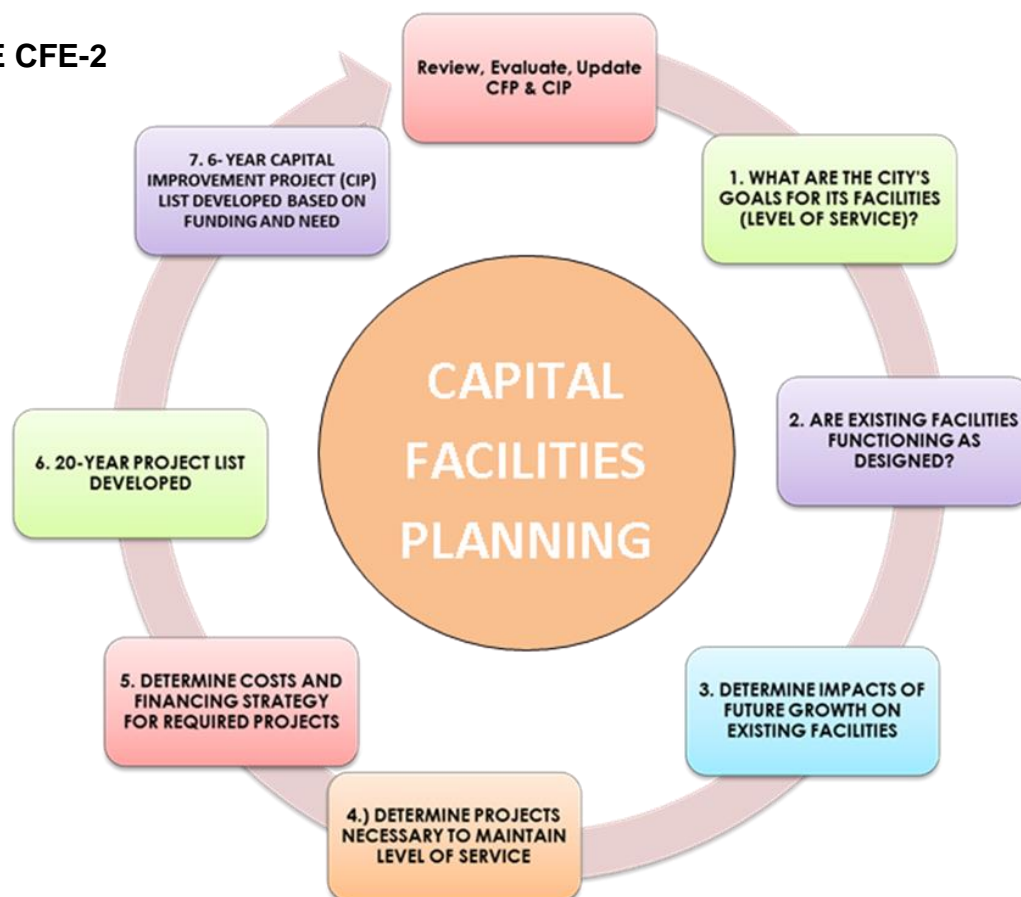 E CFE-2
Review, Evaluate, Update
CFP & CIP
1. WHAT ARE THE CITY'S
GOALS FOR ITS FACILITIES
(LEVEL OF SERVICE)?
2. ARE EXISTING FACILITIES
FUNCTIONING AS
DESIGNED?
3. DETERMINE IMPACTS OF
FUTURE GROWTH ON
EXISTING FACILITIES
4.) DETERMINE PROJECTS
NECESSARY TO MAINTAIN
LEVEL OF SERVICE
5. DETERMINE COSTS AND
FINANCING STRATEGY
FOR REQUIRED PROJECTS
6. 20-YEAR PROJECT LIST
DEVELOPED
7. 6- YEAR CAPITAL
IMPROVEMENT PROJECT (CIP)
LIST DEVELOPED BASED ON
FUNDING AND NEED
CAPITAL
FACILITIES
PLANNING